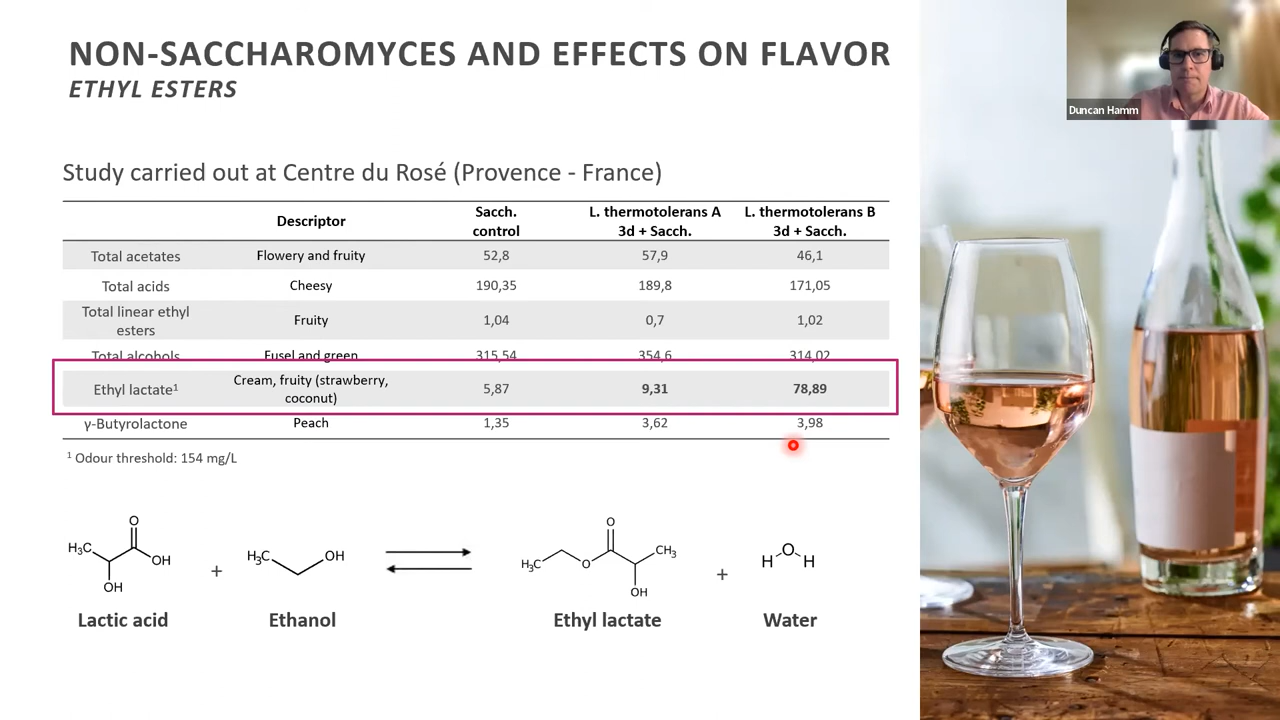 NON-SACCHAROMYCES AND EFFECTS ON FLAVOR
ETHYL ESTERS
Duncan Hamm
Study carried out at Centre du Rosé (Provence - France)
Descriptor
Sacch. control
L. thermotolerans A 3d + Sacch.
L. thermotolerans B 3d + Sacch.
Total acetates Flowery and fruity 52,8 57,9 46,1
Total acids Cheesy 190,35 189,8 171,05
Total linear ethyl esters Fruity 1,04 0,7 1,02
Total alcohols Fusel and green 315,54 354,6 314,02
Ethyl lactate¹ Cream, fruity (strawberry, coconut) 5,87 9,31 78,89
γ-Butyrolactone Peach 1,35 3,62 3,98
¹ Odour threshold: 154 mg/L
H₃C O OH OH
+
H₃C OH
H₃C O O CH₃ OH
+
H O H
Lactic acid
Ethanol
Ethyl lactate
Water